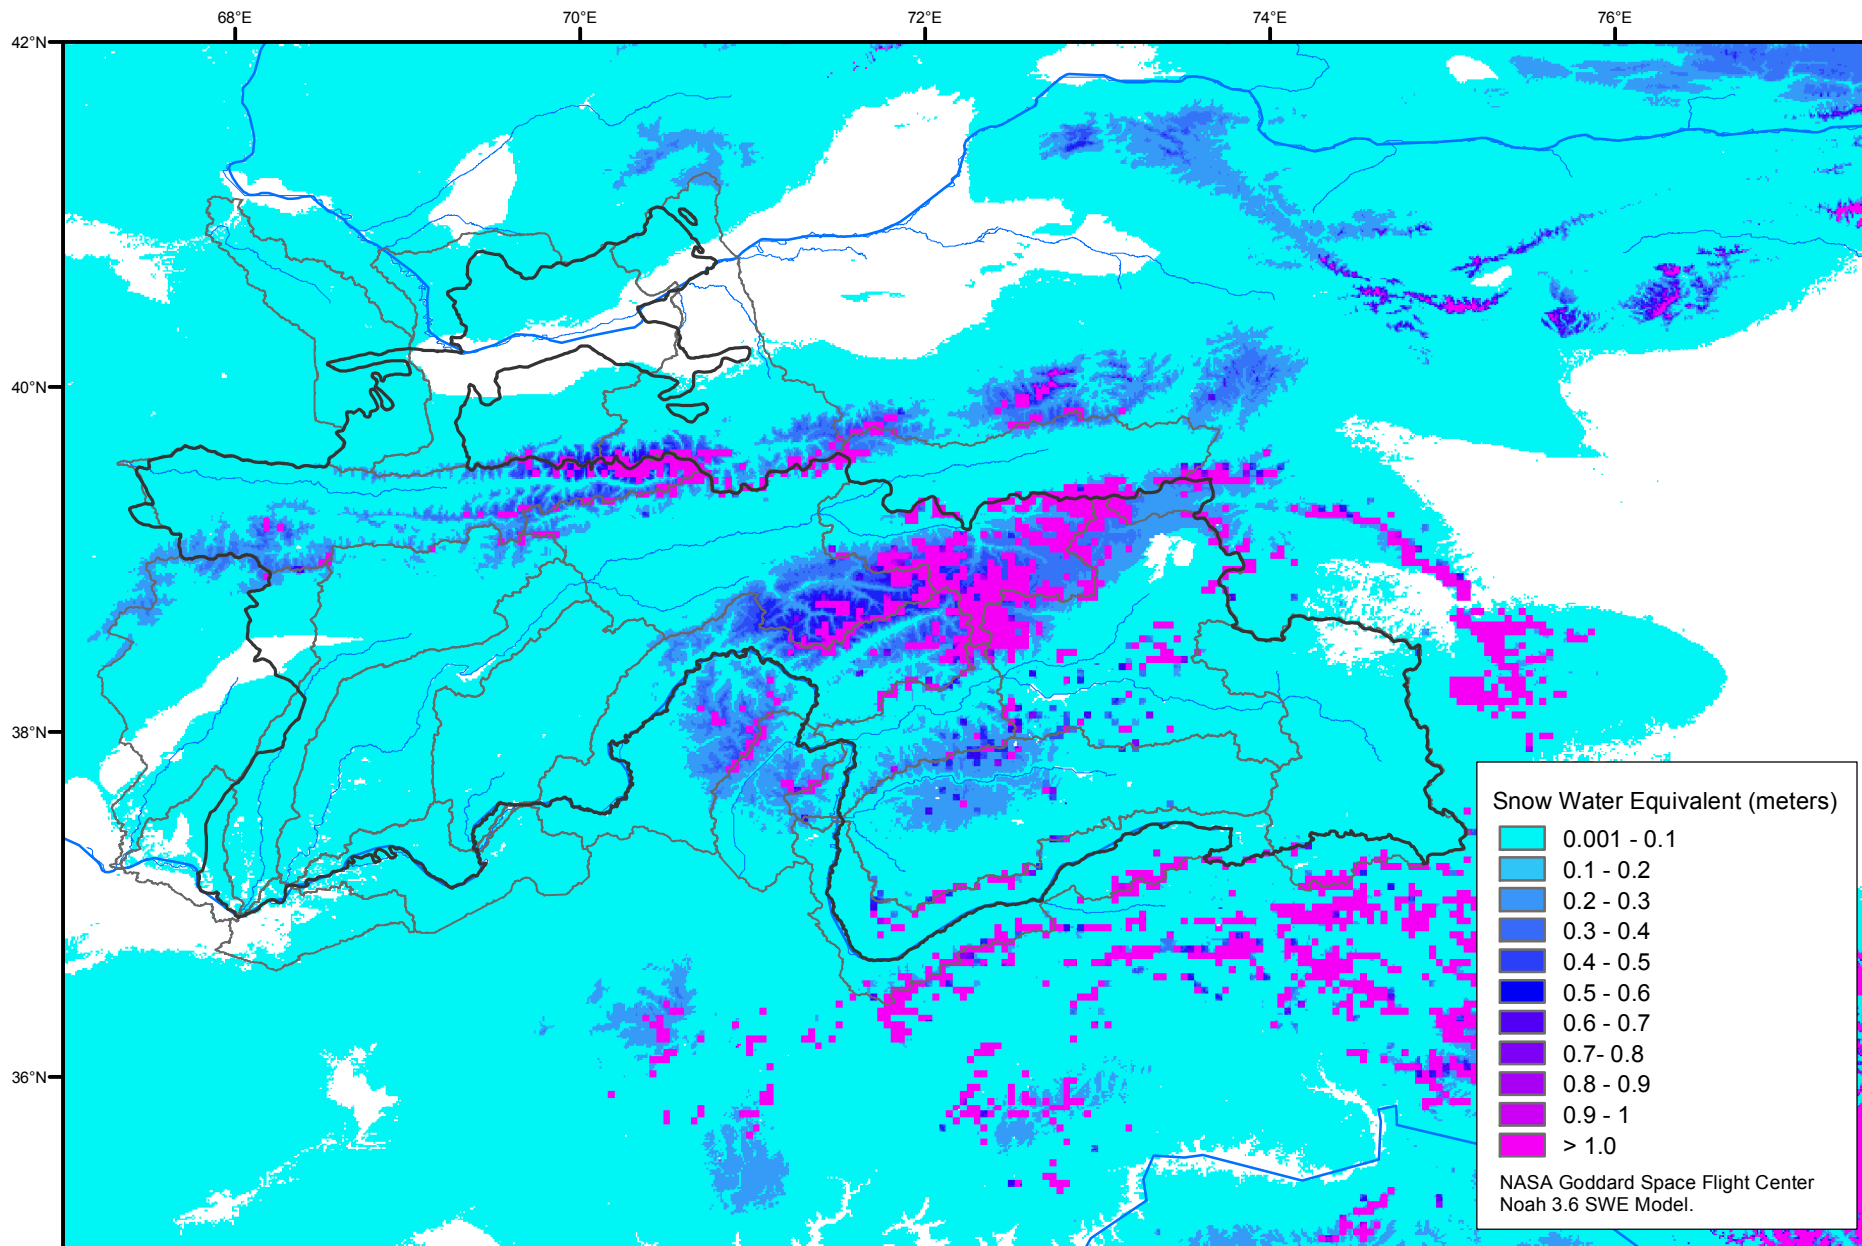 68°E
70°E
72°E
74°E
76°E
42°N
40°N
38°N
36°N
Snow Water Equivalent (meters)
0.001 - 0.1
0.1 - 0.2
0.2 - 0.3
0.3 - 0.4
0.4 - 0.5
0.5 - 0.6
0.6 - 0.7
0.7- 0.8
0.8 - 0.9
0.9 - 1
> 1.0
NASA Goddard Space Flight Center
Noah 3.6 SWE Model.